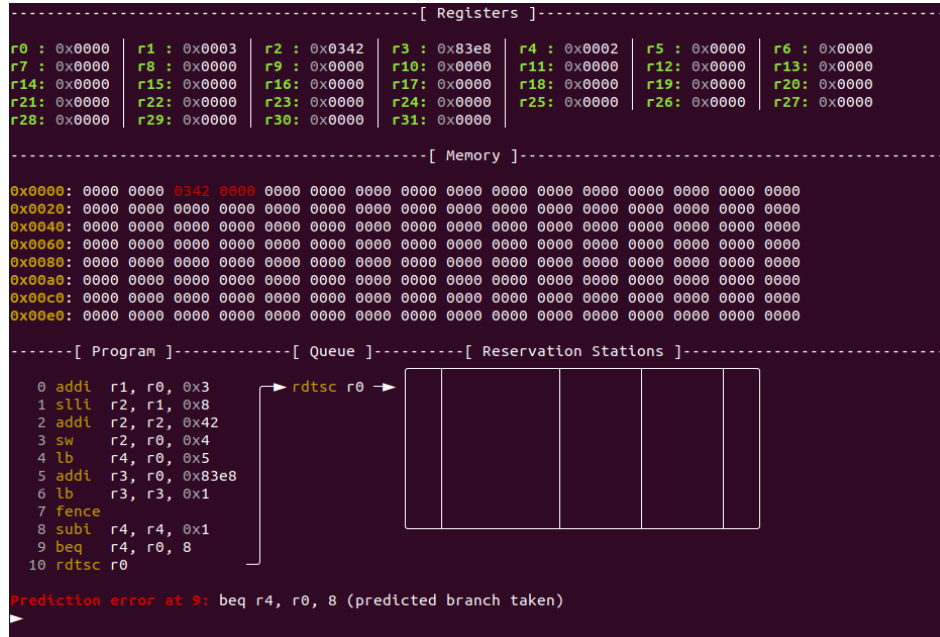 [ Registers ]
r0 : 0x0000 r1 : 0x0003 r2 : 0x0342 r3 : 0x83e8 r4 : 0x0002 r5 : 0x0000 r6 : 0x0000
r7 : 0x0000 r8 : 0x0000 r9 : 0x0000 r10: 0x0000 r11: 0x0000 r12: 0x0000 r13: 0x0000
r14: 0x0000 r15: 0x0000 r16: 0x0000 r17: 0x0000 r18: 0x0000 r19: 0x0000 r20: 0x0000
r21: 0x0000 r22: 0x0000 r23: 0x0000 r24: 0x0000 r25: 0x0000 r26: 0x0000 r27: 0x0000
r28: 0x0000 r29: 0x0000 r30: 0x0000 r31: 0x0000
[ Memory ]
0x0000: 0000 0000 0342 0000 0000 0000 0000 0000 0000 0000 0000 0000 0000 0000 0000 0000
0x0020: 0000 0000 0000 0000 0000 0000 0000 0000 0000 0000 0000 0000 0000 0000 0000 0000
0x0040: 0000 0000 0000 0000 0000 0000 0000 0000 0000 0000 0000 0000 0000 0000 0000 0000
0x0060: 0000 0000 0000 0000 0000 0000 0000 0000 0000 0000 0000 0000 0000 0000 0000 0000
0x0080: 0000 0000 0000 0000 0000 0000 0000 0000 0000 0000 0000 0000 0000 0000 0000 0000
0x00a0: 0000 0000 0000 0000 0000 0000 0000 0000 0000 0000 0000 0000 0000 0000 0000 0000
0x00c0: 0000 0000 0000 0000 0000 0000 0000 0000 0000 0000 0000 0000 0000 0000 0000 0000
0x00e0: 0000 0000 0000 0000 0000 0000 0000 0000 0000 0000 0000 0000 0000 0000 0000 0000
[ Program ] [ Queue ] [ Reservation Stations ]
0 addi r1, r0, 0x3 rdtsc r0
1 slli r2, r1, 0x8
2 addi r2, r2, 0x42
3 sw r2, r0, 0x4
4 lb r4, r0, 0x5
5 addi r3, r0, 0x83e8
6 lb r3, r3, 0x1
7 fence
8 subi r4, r4, 0x1
9 beq r4, r0, 8
10 rdtsc r0
Prediction error at 9: beq r4, r0, 8 (predicted branch taken)